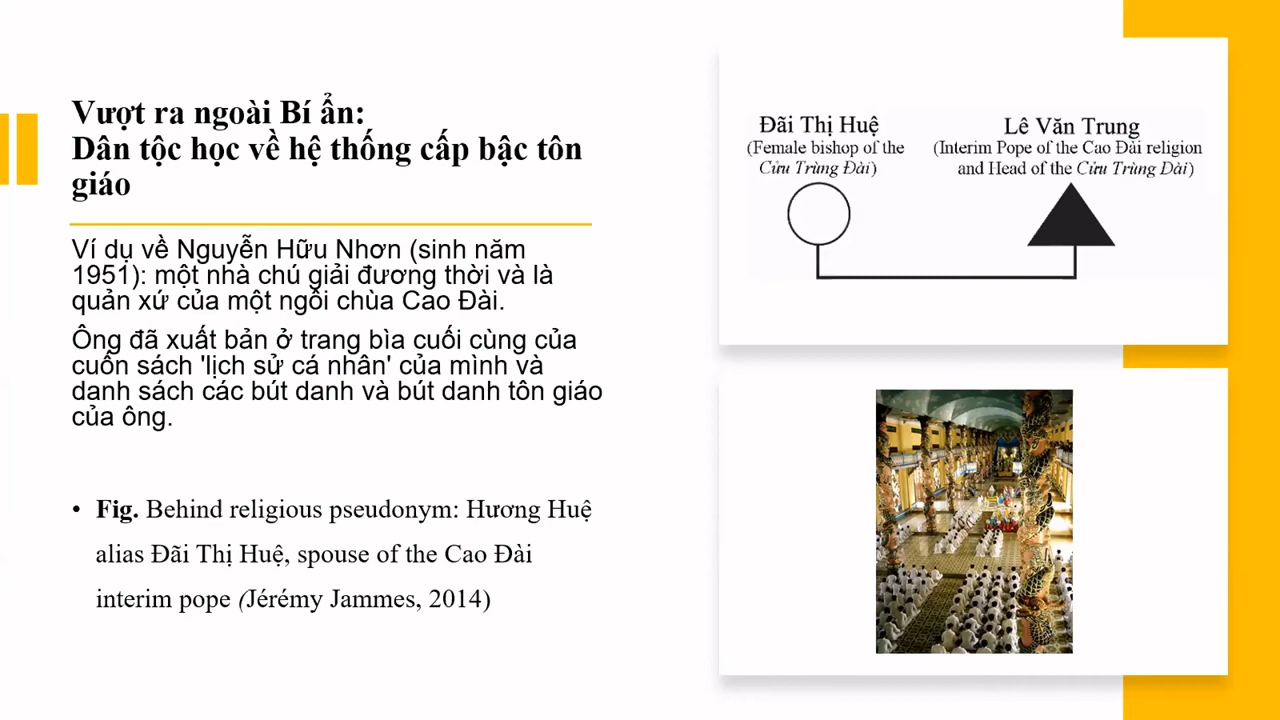 Vượt ra ngoài Bí ẩn:
Dân tộc học về hệ thống cấp bậc tôn
giáo
Ví dụ về Nguyễn Hữu Nhơn (sinh năm
1951): một nhà chú giải đương thời và là
quản xứ của một ngôi chùa Cao Đài.
Ông đã xuất bản ở trang bìa cuối cùng của
cuốn sách 'lịch sử cá nhân' của mình và
danh sách các bút danh và bút danh tôn giáo
của ông.
• Fig. Behind religious pseudonym: Hương Huệ
alias Đãi Thị Huệ, spouse of the Cao Đài
interim pope (Jérémy Jammes, 2014)
Đãi Thị Huệ
(Female bishop of the
Cửu Trùng Đài)
Lê Văn Trung
(Interim Pope of the Cao Đài religion
and Head of the Cửu Trùng Đài)